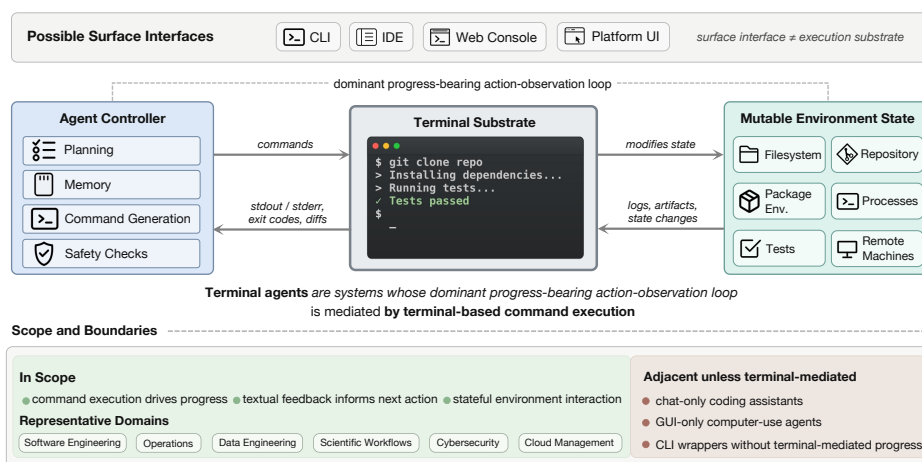 Possible Surface Interfaces
CLI
IDE
Web Console
Platform UI
surface interface ≠ execution substrate
dominant progress-bearing action-observation loop
Agent Controller
Planning
Memory
Command Generation
Safety Checks
commands
stdout / stderr,
exit codes, diffs
Terminal Substrate
$ git clone repo
> Installing dependencies...
> Running tests...
✓ Tests passed
$
_
modifies state
logs, artifacts,
state changes
Mutable Environment State
Filesystem
Repository
Package
Env.
Processes
Tests
Remote
Machines
Terminal agents are systems whose dominant progress-bearing action-observation loop
is mediated by terminal-based command execution
Scope and Boundaries
In Scope
command execution drives progress
textual feedback informs next action
stateful environment interaction
Representative Domains
Software Engineering
Operations
Data Engineering
Scientific Workflows
Cybersecurity
Cloud Management
Adjacent unless terminal-mediated
chat-only coding assistants
GUI-only computer-use agents
CLI wrappers without terminal-mediated progress